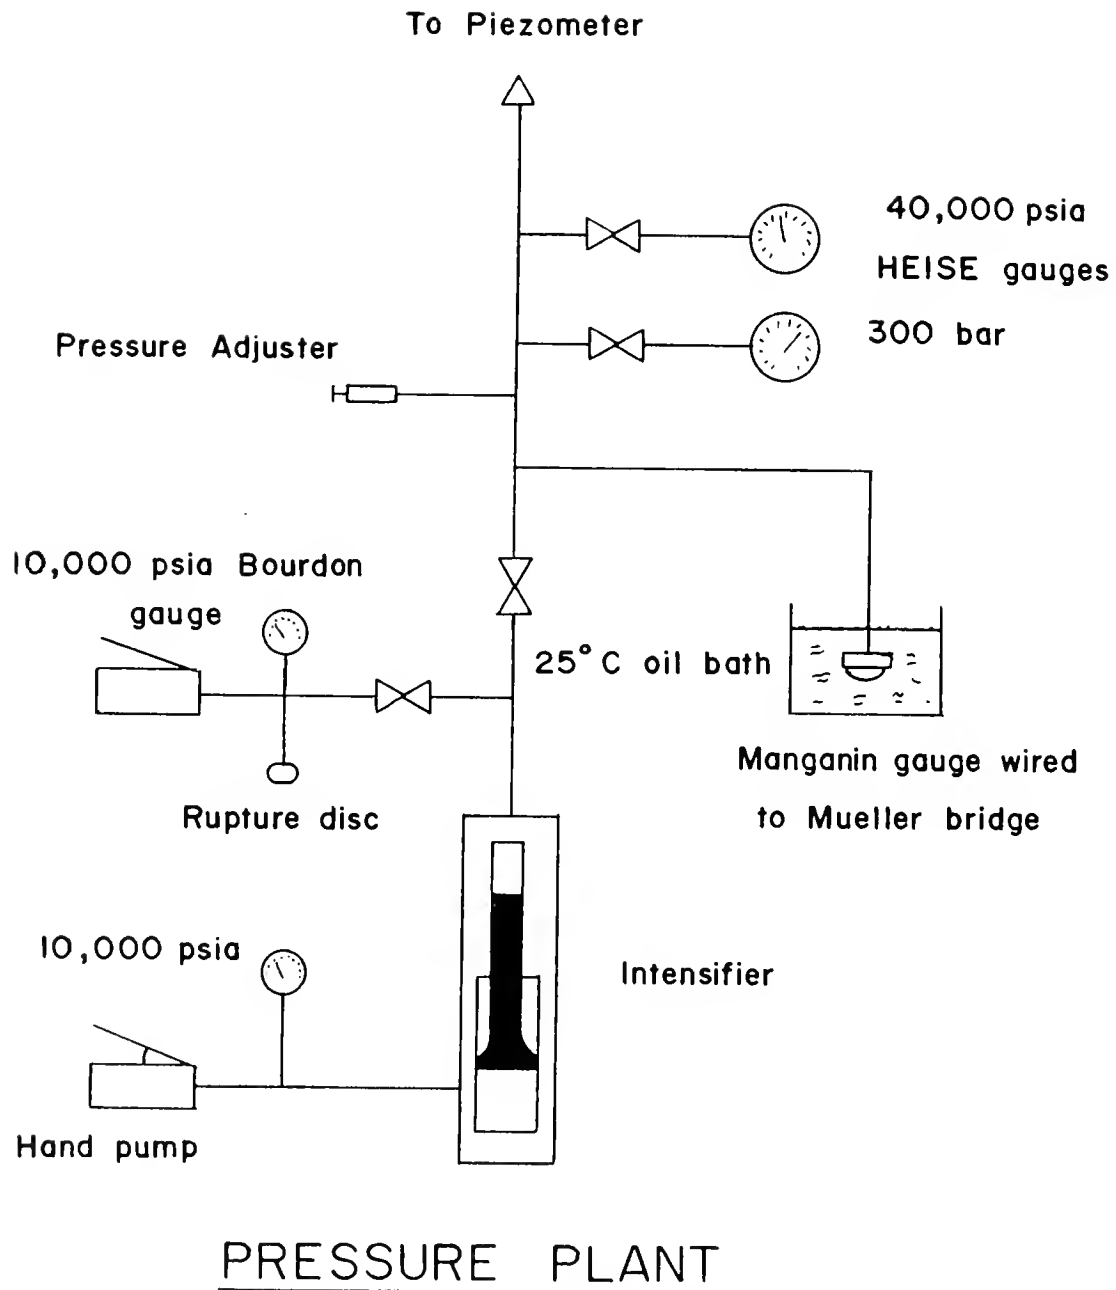 To Piezometer
40,000 psia
HEISE gauges
300 bar
Pressure Adjuster
10,000 psia Bourdon
gauge
25°C oil bath
Manganin gauge wired
to Mueller bridge
Rupture disc
10,000 psia
Intensifier
Hand pump
PRESSURE PLANT